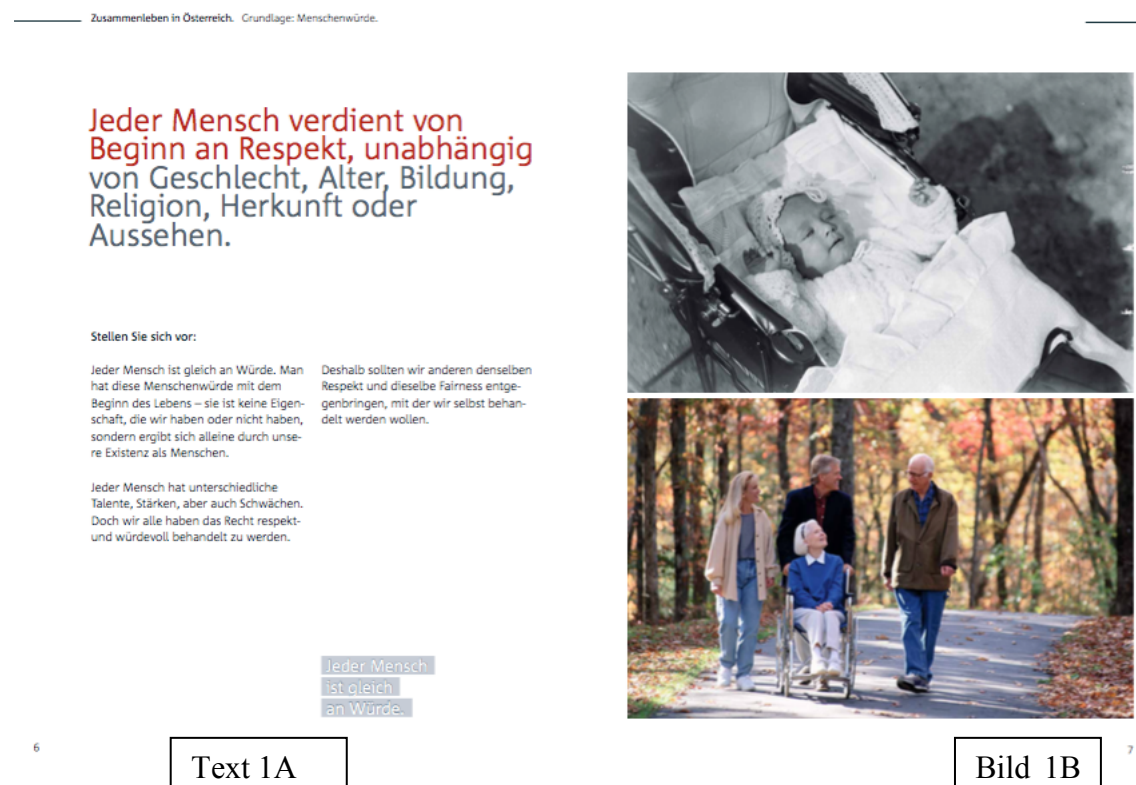 Zusammenleben in Österreich. Grundlage: Menschenwürde.
Jeder Mensch verdient von
Beginn an Respekt, unabhängig
von Geschlecht, Alter, Bildung,
Religion, Herkunft oder
Aussehen.
Stellen Sie sich vor:
Jeder Mensch ist gleich an Würde. Man
hat diese Menschenwürde mit dem
Beginn des Lebens – sie ist keine Eigen-
schaft, die wir haben oder nicht haben,
sondern ergibt sich alleine durch unse-
re Existenz als Menschen.
Jeder Mensch hat unterschiedliche
Talente, Stärken, aber auch Schwächen.
Doch wir alle haben das Recht respekt-
und würdevoll behandelt zu werden.
Deshalb sollten wir anderen denselben
Respekt und dieselbe Fairness entge-
genbringen, mit der wir selbst behan-
delt werden wollen.
Jeder Mensch
ist gleich
an Würde.
6
Text 1A
Bild 1B
7